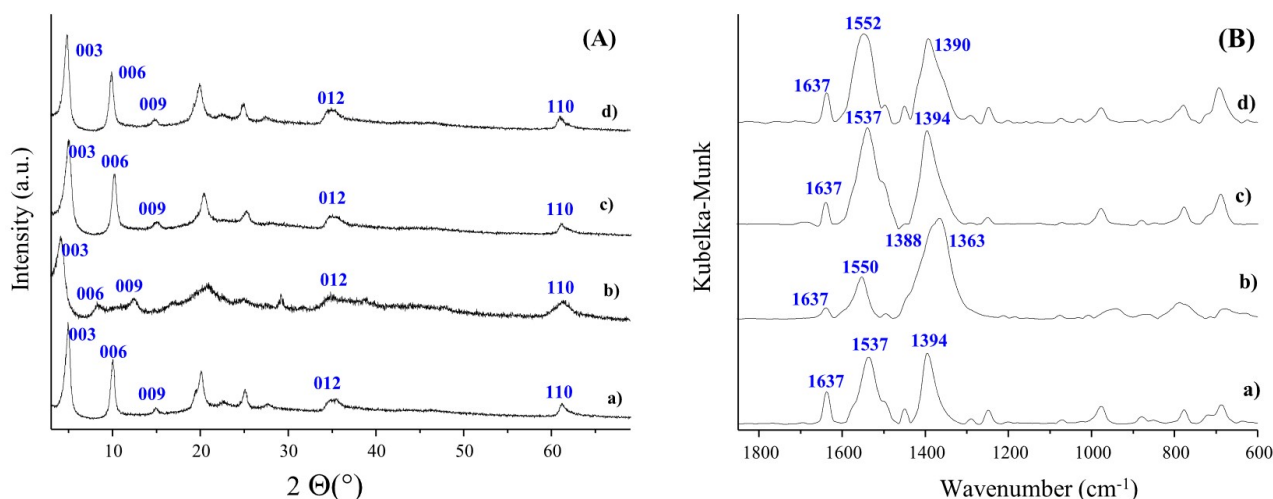 (A)
003
006
009
012
110
d)
003
006
009
012
110
c)
003
006
009
012
110
b)
003
006
009
012
110
a)
Intensity (a.u.)
10 20 30 40 50 60
2 Θ(°)
(B)
1552
1390
1637
d)
1537
1394
1637
c)
1388
1363
1550
1637
b)
1537
1394
1637
a)
Kubelka-Munk
1800 1600 1400 1200 1000 800 600
Wavenumber (cm⁻¹)